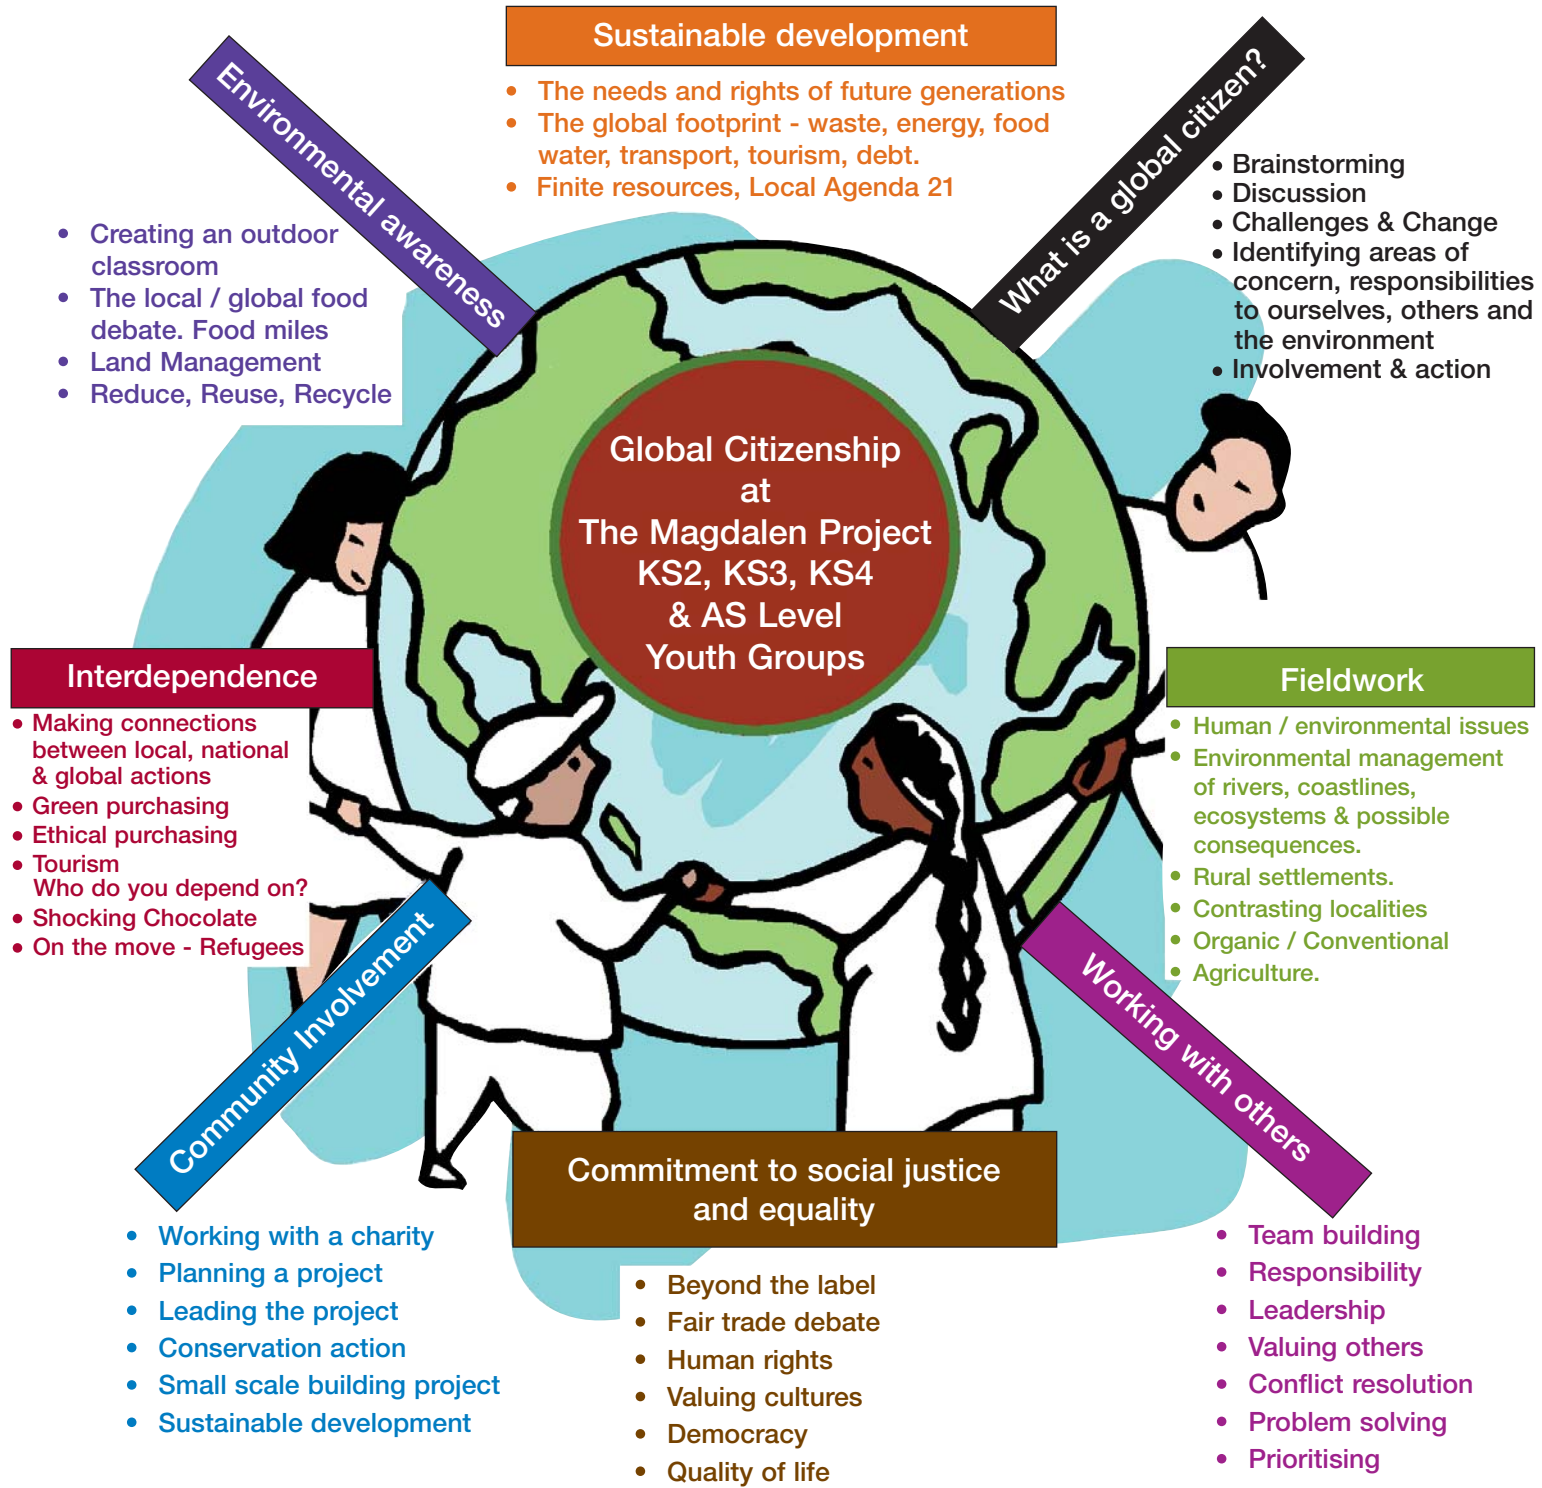 Sustainable development
• The needs and rights of future generations
• The global footprint - waste, energy, food
water, transport, tourism, debt.
• Finite resources, Local Agenda 21
Environmental awareness
• Creating an outdoor
classroom
• The local / global food
debate. Food miles
• Land Management
• Reduce, Reuse, Recycle
What is a global citizen?
• Brainstorming
• Discussion
• Challenges & Change
• Identifying areas of
concern, responsibilities
to ourselves, others and
the environment
• Involvement & action
Global Citizenship
at
The Magdalen Project
KS2, KS3, KS4
& AS Level
Youth Groups
Interdependence
• Making connections
between local, national
& global actions
• Green purchasing
• Ethical purchasing
• Tourism
Who do you depend on?
• Shocking Chocolate
• On the move - Refugees
Fieldwork
• Human / environmental issues
• Environmental management
of rivers, coastlines,
ecosystems & possible
consequences.
• Rural settlements.
• Contrasting localities
• Organic / Conventional
• Agriculture.
Community Involvement
• Working with a charity
• Planning a project
• Leading the project
• Conservation action
• Small scale building project
• Sustainable development
Commitment to social justice
and equality
• Beyond the label
• Fair trade debate
• Human rights
• Valuing cultures
• Democracy
• Quality of life
Working with others
• Team building
• Responsibility
• Leadership
• Valuing others
• Conflict resolution
• Problem solving
• Prioritising